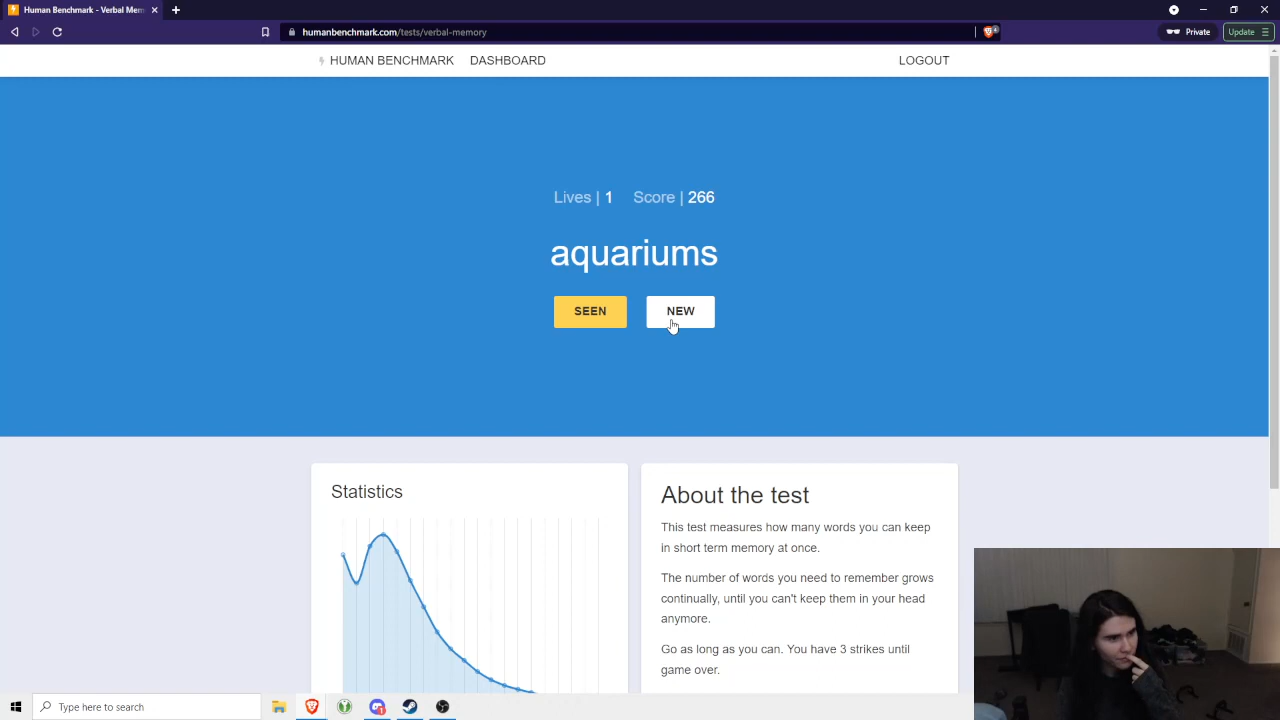 Human Benchmark - Verbal Mem
humanbenchmark.com/tests/verbal-memory
4
Private
Update
HUMAN BENCHMARK
DASHBOARD
LOGOUT
Lives | 1
Score | 266
aquariums
SEEN
NEW
Statistics
About the test
This test measures how many words you can keep
in short term memory at once.
The number of words you need to remember grows
continually, until you can't keep them in your head
anymore.
Go as long as you can. You have 3 strikes until
game over.
Type here to search